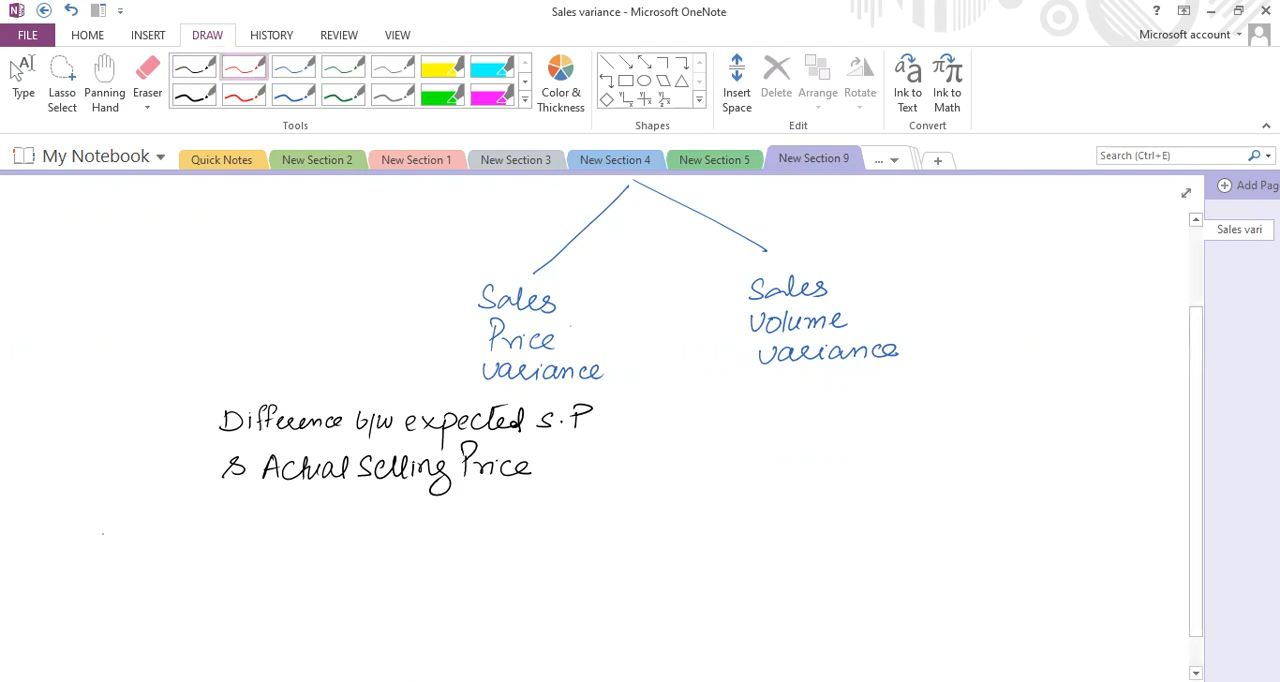 Sales variance - Microsoft OneNote
?
FILE HOME INSERT DRAW HISTORY REVIEW VIEW
Microsoft account
Type
Lasso Select
Panning Hand
Eraser
Color & Thickness
Insert Space
Delete
Arrange
Rotate
Ink to Text
Ink to Math
Tools Shapes Edit Convert
My Notebook Quick Notes New Section 2 New Section 1 New Section 3 New Section 4 New Section 5 New Section 9 ... Search (Ctrl+E)
Add Pag
Sales vari
Sales
Price
variance
Sales
volume
variance
Difference b/w expected S.P
& Actual Selling Price